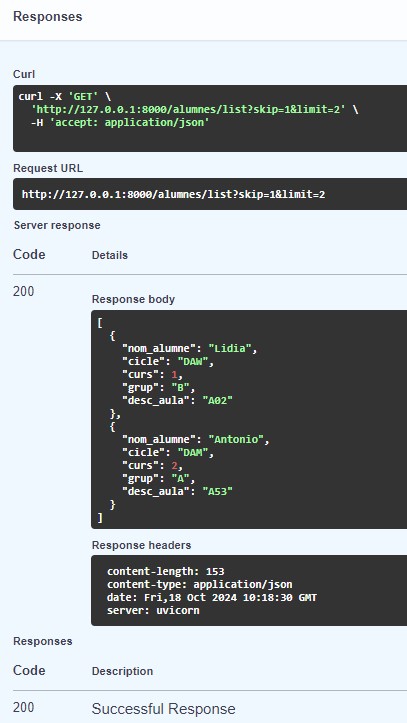 Responses
Curl
curl -X 'GET' \
'http://127.0.0.1:8000/alumnes/list?skip=1&limit=2' \
-H 'accept: application/json'
Request URL
http://127.0.0.1:8000/alumnes/list?skip=1&limit=2
Server response
Code Details
200
Response body
[
{
"nom_alumne": "Lidia",
"cicle": "DAW",
"curs": 1,
"grup": "B",
"desc_aula": "A02"
},
{
"nom_alumne": "Antonio",
"cicle": "DAM",
"curs": 2,
"grup": "A",
"desc_aula": "A53"
}
]
Response headers
content-length: 153
content-type: application/json
date: Fri,18 Oct 2024 10:18:30 GMT
server: uvicorn
Responses
Code Description
200 Successful Response